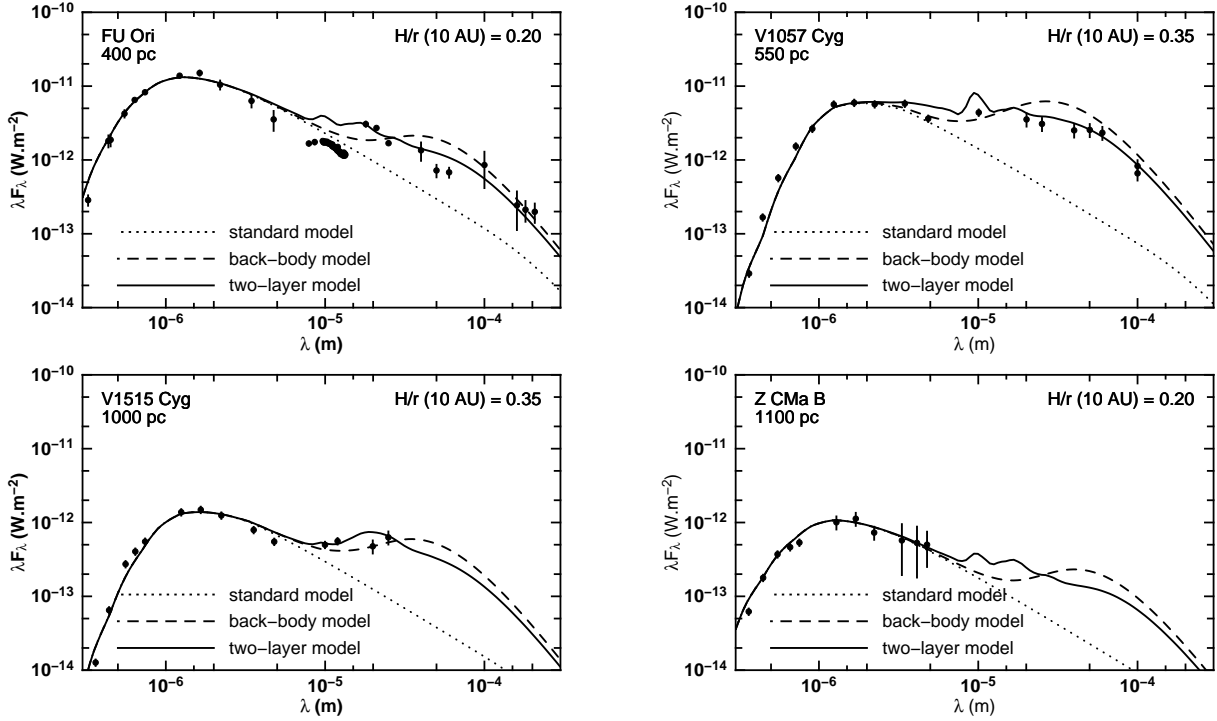 FU Ori
400 pc
H/r (10 AU) = 0.20
10⁻¹⁰
10⁻¹¹
10⁻¹²
10⁻¹³
10⁻¹⁴
λFλ (W.m⁻²)
standard model
back-body model
two-layer model
10⁻⁶
10⁻⁵
10⁻⁴
λ (m)
V1057 Cyg
550 pc
H/r (10 AU) = 0.35
10⁻¹⁰
10⁻¹¹
10⁻¹²
10⁻¹³
10⁻¹⁴
λFλ (W.m⁻²)
standard model
back-body model
two-layer model
10⁻⁶
10⁻⁵
10⁻⁴
λ (m)
V1515 Cyg
1000 pc
H/r (10 AU) = 0.35
10⁻¹⁰
10⁻¹¹
10⁻¹²
10⁻¹³
10⁻¹⁴
λFλ (W.m⁻²)
standard model
back-body model
two-layer model
10⁻⁶
10⁻⁵
10⁻⁴
λ (m)
Z CMa B
1100 pc
H/r (10 AU) = 0.20
10⁻¹⁰
10⁻¹¹
10⁻¹²
10⁻¹³
10⁻¹⁴
λFλ (W.m⁻²)
standard model
back-body model
two-layer model
10⁻⁶
10⁻⁵
10⁻⁴
λ (m)